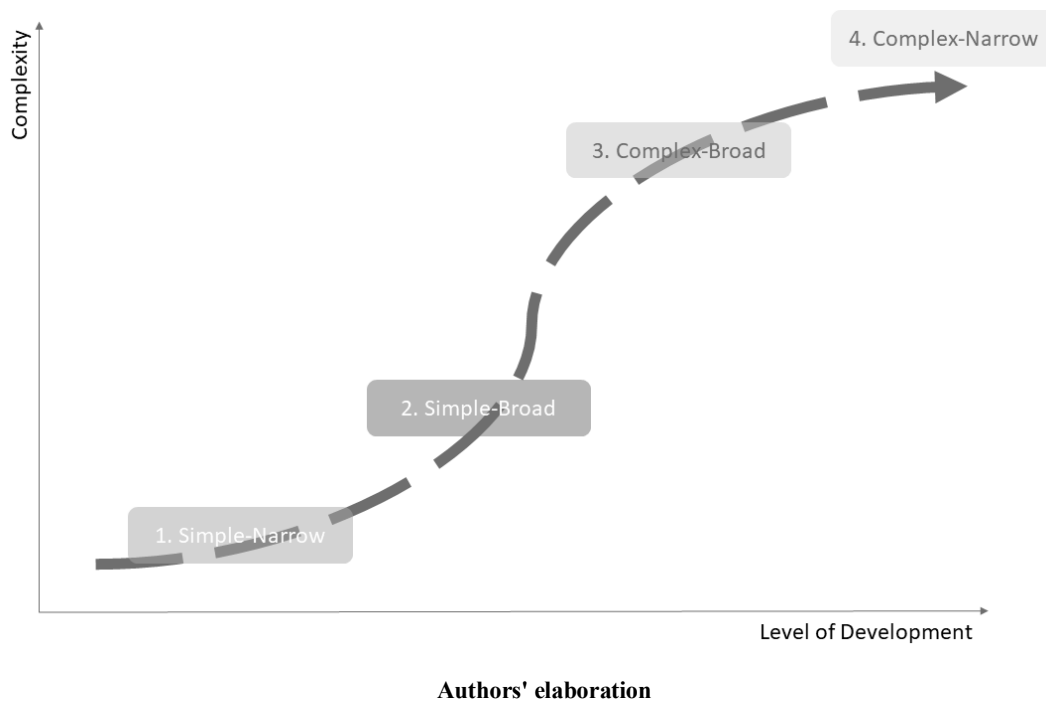 Complexity
4. Complex-Narrow
3. Complex-Broad
2. Simple-Broad
1. Simple-Narrow
Level of Development
Authors' elaboration